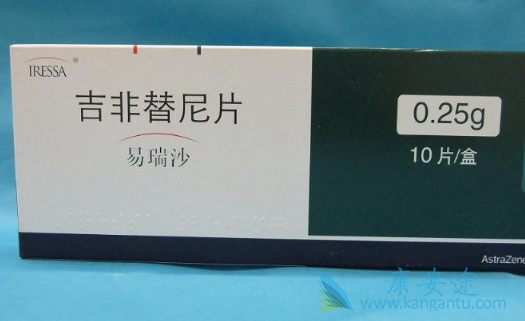 IRESSA ®
吉非替尼片
易瑞沙
0.25g
10片/盒
AstraZene
康安途
www.kangantu.com